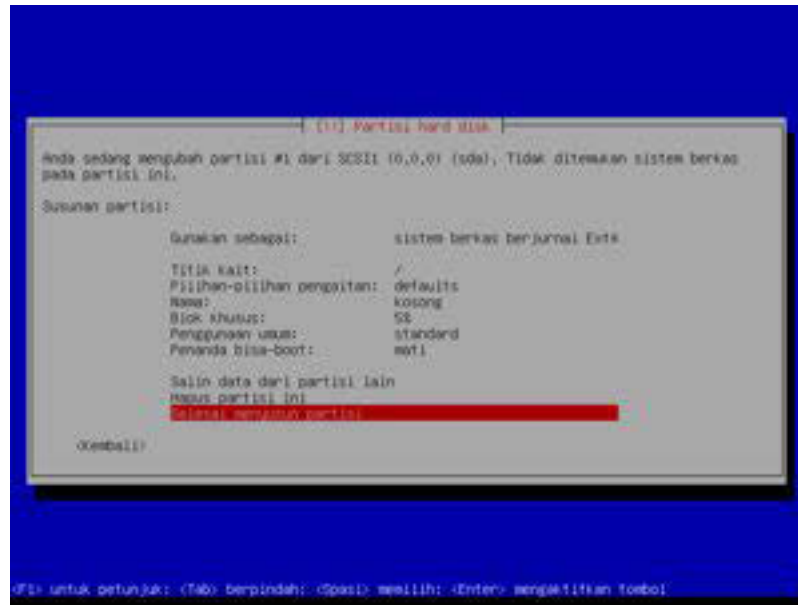 [!!] Partisi hard disk
Anda sedang mengubah partisi #1 dari SCSI1 (0,0,0) (sda). Tidak ditemukan sistem berkas
pada partisi ini.
Susunan partisi:
Gunakan sebagai: sistem berkas berjurnal Ext4
Titik kait: /
Pilihan-pilihan pengaitan: defaults
Nama: kosong
Blok khusus: 5%
Penggunaan umum: standard
Penanda bisa-boot: mati
Salin data dari partisi lain
Hapus partisi ini
Selesai menyusun partisi
<Kembali>
<F1> untuk petunjuk; <Tab> berpindah; <Spasi> memilih; <Enter> mengaktifkan tombol